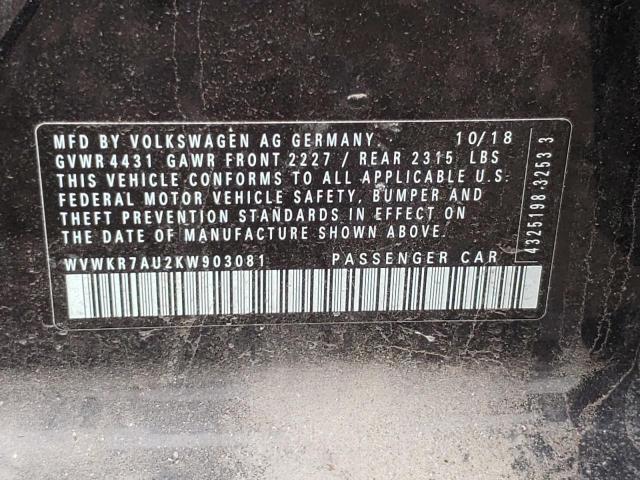 MFD BY VOLKSWAGEN AG GERMANY 10/18
GVWR 4431 GAWR FRONT 2227 / REAR 2315 LBS
THIS VEHICLE CONFORMS TO ALL APPLICABLE U.S.
FEDERAL MOTOR VEHICLE SAFETY, BUMPER AND
THEFT PREVENTION STANDARDS IN EFFECT ON
THE DATE OF MANUFACTURE SHOWN ABOVE.
WVWKR7AU2KW903081 PASSENGER CAR
4325198 3253 3